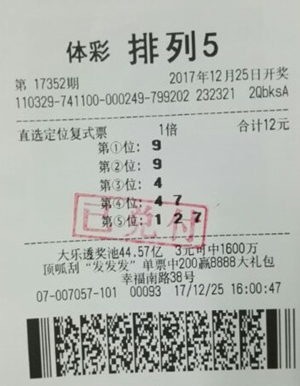 体彩 排列5
第 17352期 2017年12月25日开奖
110329-741100-000249-799202 232321 2QbksA
直选定位复式票 1倍 合计12元
第①位: 9
第②位: 9
第③位: 4
第④位: 4 7
第⑤位: 1 2 7
已兑付
大乐透奖池44.57亿 3元可中1600万
顶呱刮“发发发”单票中200赢8888大礼包
幸福南路38号
07-007057-101 00093 17/12/25 16:00:47